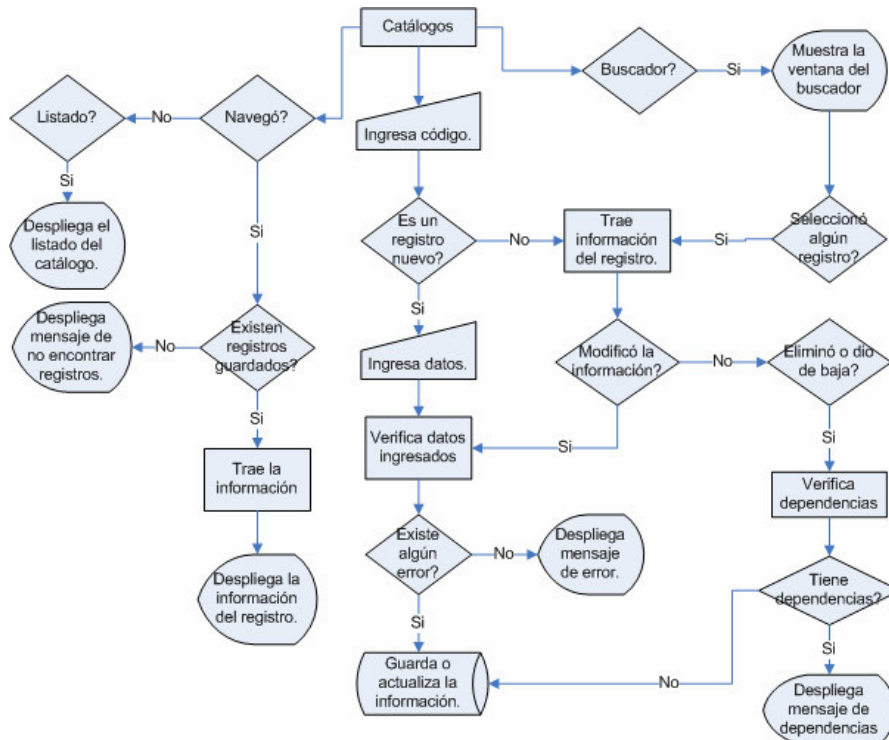 Catálogos
Buscador?
Si
Muestra la
ventana del
buscador
Listado?
No
Navegó?
Ingresa código.
Si
Despliega el
listado del
catálogo.
Si
Es un
registro
nuevo?
No
Trae
información
del registro.
Si
Seleccionó
algún
registro?
Despliega
mensaje de
no encontrar
registros.
No
Existen
registros
guardados?
Si
Ingresa datos.
Modificó la
información?
No
Eliminó o dio
de baja?
Si
Trae la
información
Verifica datos
ingresados
Si
Si
Verifica
dependencias
Despliega la
información
del registro.
Existe
algún
error?
No
Despliega
mensaje
de error.
Tiene
dependencias?
Si
Guarda o
actualiza la
información.
No
Si
Despliega
mensaje de
dependencias